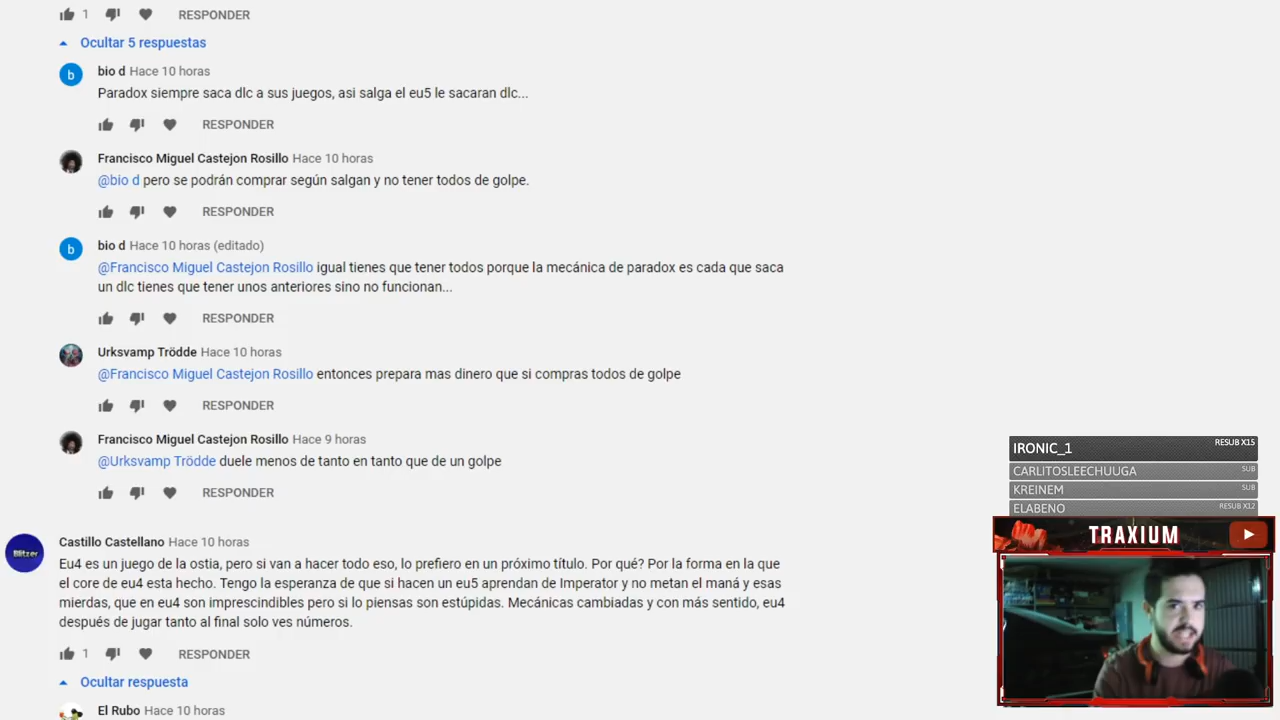 1 RESPONDER
Ocultar 5 respuestas
b
bio d Hace 10 horas
Paradox siempre saca dlc a sus juegos, asi salga el eu5 le sacaran dlc...
RESPONDER
Francisco Miguel Castejon Rosillo Hace 10 horas
@bio d pero se podrán comprar según salgan y no tener todos de golpe.
RESPONDER
b
bio d Hace 10 horas (editado)
@Francisco Miguel Castejon Rosillo igual tienes que tener todos porque la mecánica de paradox es cada que saca
un dlc tienes que tener unos anteriores sino no funcionan...
RESPONDER
Urksvamp Trödde Hace 10 horas
@Francisco Miguel Castejon Rosillo entonces prepara mas dinero que si compras todos de golpe
RESPONDER
Francisco Miguel Castejon Rosillo Hace 9 horas
@Urksvamp Trödde duele menos de tanto en tanto que de un golpe
RESPONDER
Blitzer
Castillo Castellano Hace 10 horas
Eu4 es un juego de la ostia, pero si van a hacer todo eso, lo prefiero en un próximo título. Por qué? Por la forma en la que
el core de eu4 esta hecho. Tengo la esperanza de que si hacen un eu5 aprendan de Imperator y no metan el maná y esas
mierdas, que en eu4 son imprescindibles pero si lo piensas son estúpidas. Mecánicas cambiadas y con más sentido, eu4
después de jugar tanto al final solo ves números.
1 RESPONDER
Ocultar respuesta
El Rubo Hace 10 horas
IRONIC_1 RESUB X15
CARLITOSLEECHUUGA SUB
KREINEM SUB
ELABENO RESUB X12
TRAXIUM